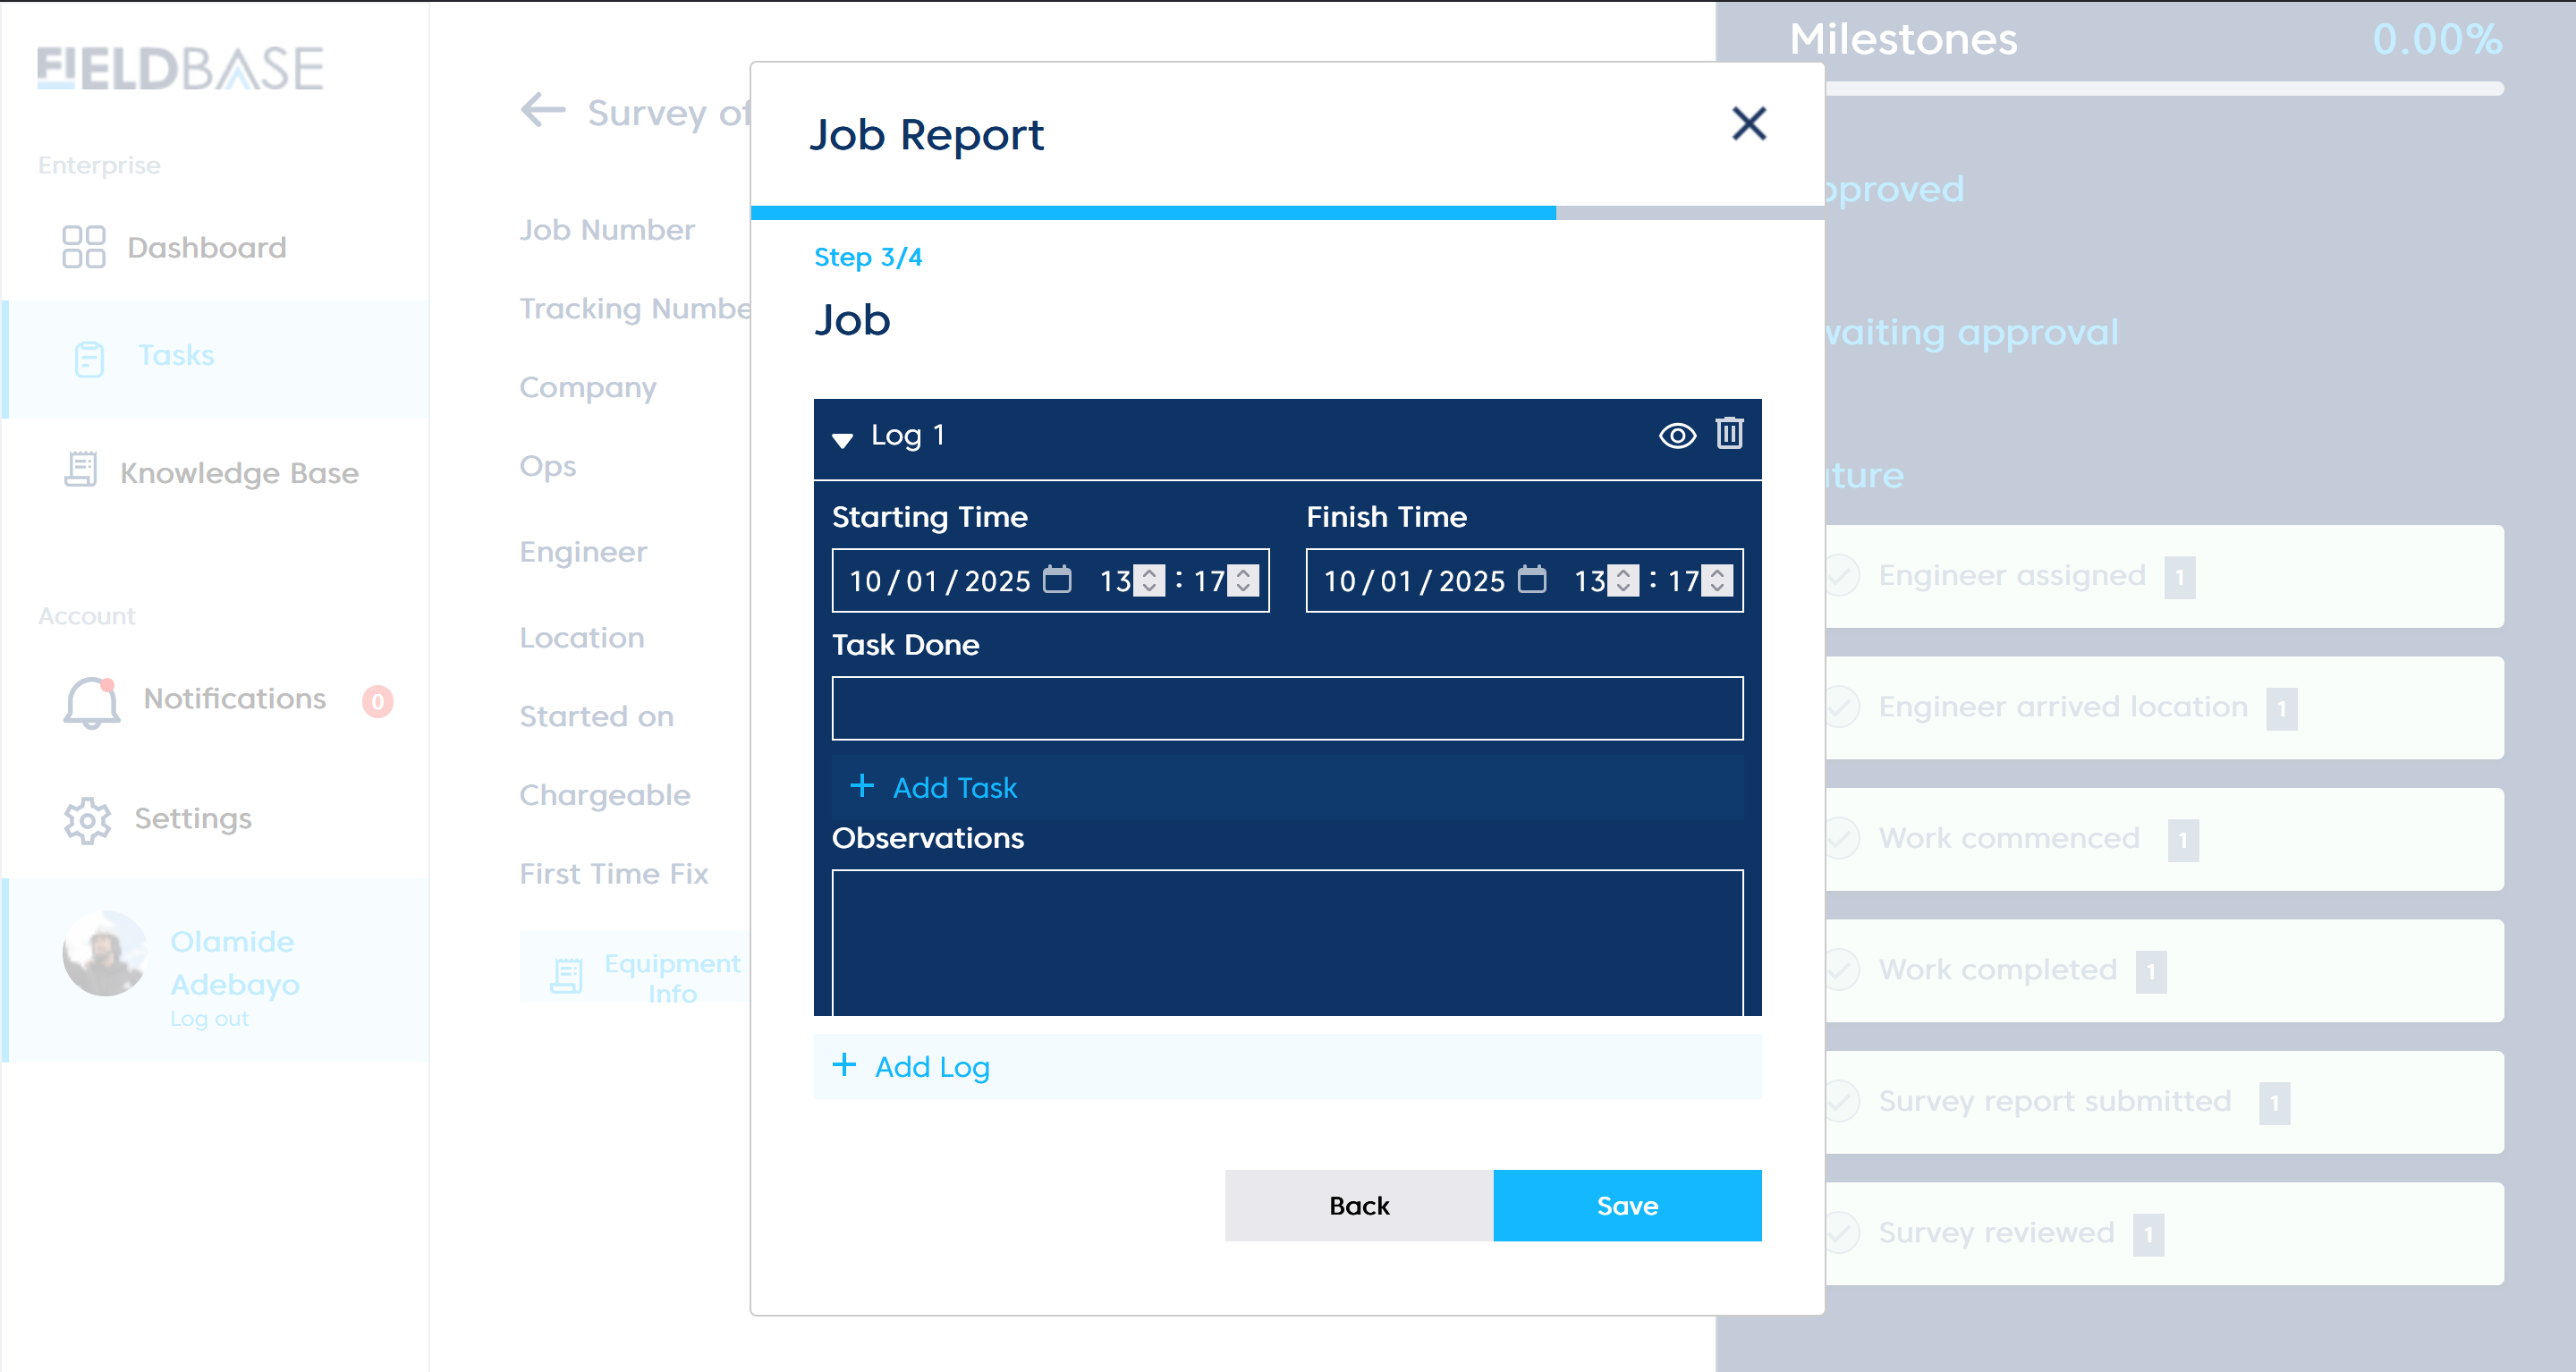 FIELDBASE
Enterprise
Dashboard
Tasks
Knowledge Base
Account
Notifications 0
Settings
Olamide
Adebayo
Log out
Survey of
Job Number
Tracking Numbe
Company
Ops
Engineer
Location
Started on
Chargeable
First Time Fix
Equipment
Info
Job Report
Step 3/4
Job
Log 1
Starting Time Finish Time
10/01/2025 13:17 10/01/2025 13:17
Task Done
+ Add Task
Observations
+ Add Log
Back Save
Milestones 0.00%
pproved
waiting approval
ture
Engineer assigned 1
Engineer arrived location 1
Work commenced 1
Work completed 1
Survey report submitted 1
Survey reviewed 1